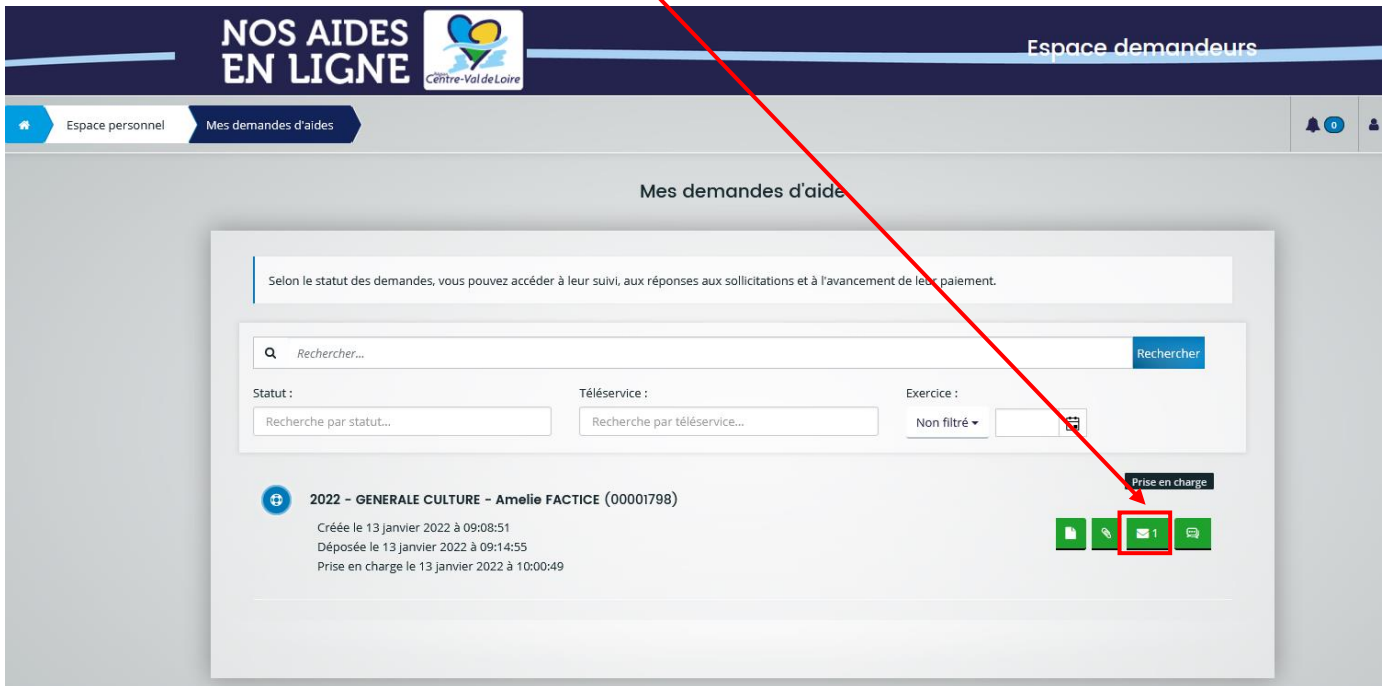 NOS AIDES
EN LIGNE
Centre-Val de Loire
Espace demandeurs
Espace personnel
Mes demandes d'aides
0
Mes demandes d'aide
Selon le statut des demandes, vous pouvez accéder à leur suivi, aux réponses aux sollicitations et à l'avancement de leur paiement.
Rechercher...
Rechercher
Statut :
Téléservice :
Exercice :
Recherche par statut...
Recherche par téléservice...
Non filtré
Prise en charge
2022 - GENERALE CULTURE - Amelie FACTICE (00001798)
1
Créée le 13 janvier 2022 à 09:08:51
Déposée le 13 janvier 2022 à 09:14:55
Prise en charge le 13 janvier 2022 à 10:00:49